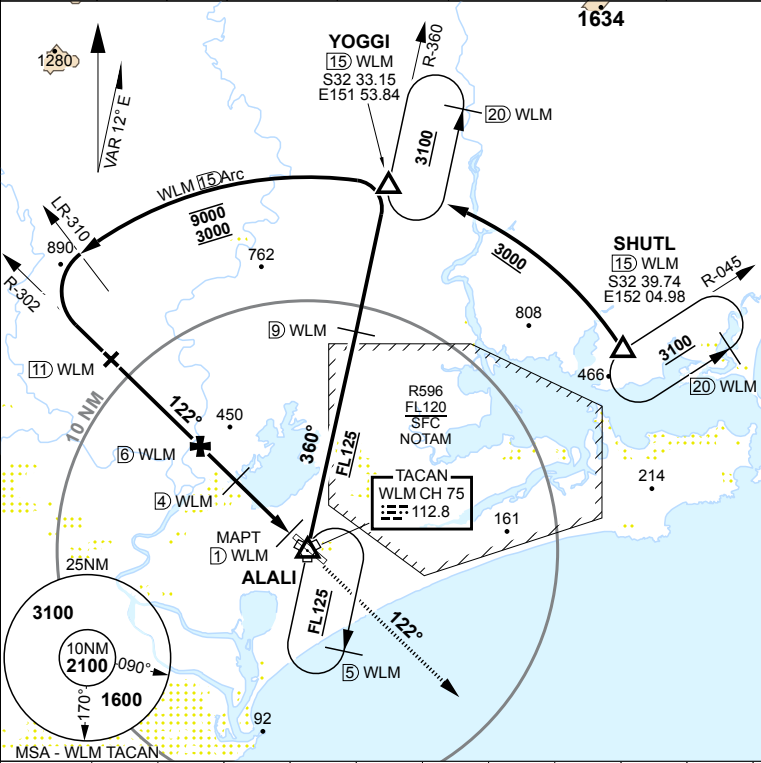 1634
YOGGI
15 WLM
S32 33.15
E151 53.84
R-360
1280
VAR 12° E
20 WLM
3100
WLM 15 Arc
9000
3000
LR-310
890
762
R-302
3000
SHUTL
15 WLM
S32 39.74
E152 04.98
R-045
808
9 WLM
3100
466
20 WLM
11 WLM
10 NM
122°
450
R596
FL120
SFC
NOTAM
6 WLM
360°
FL125
4 WLM
TACAN
WLM CH 75
112.8
214
161
MAPT
1 WLM
ALALI
25NM
3100
10NM
2100
090°
170°
1600
FL125
122°
5 WLM
92
MSA - WLM TACAN